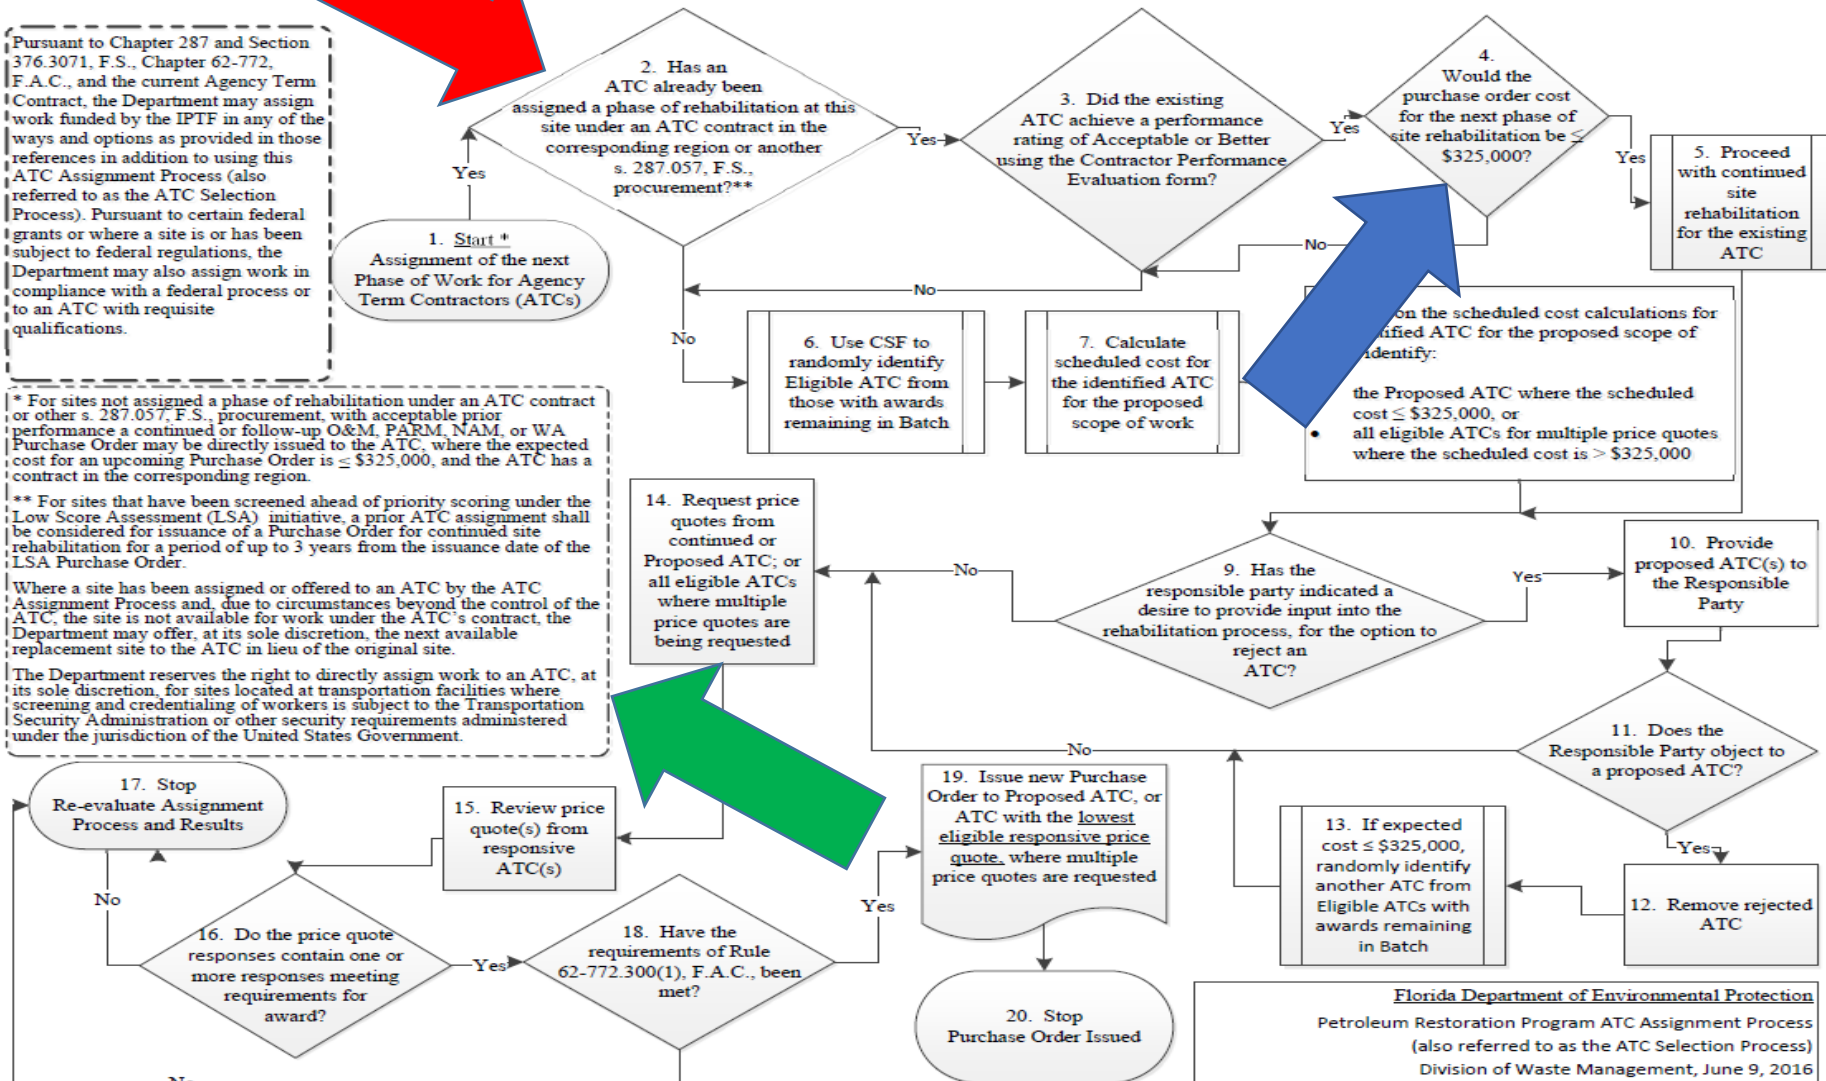 Pursuant to Chapter 287 and Section
376.3071, F.S., Chapter 62-772,
F.A.C., and the current Agency Term
Contract, the Department may assign
work funded by the IPTF in any of the
ways and options as provided in those
references in addition to using this
ATC Assignment Process (also
referred to as the ATC Selection
Process). Pursuant to certain federal
grants or where a site is or has been
subject to federal regulations, the
Department may also assign work in
compliance with a federal process or
to an ATC with requisite
qualifications.
1. Start *
Assignment of the next
Phase of Work for Agency
Term Contractors (ATCs)
Yes
2. Has an
ATC already been
assigned a phase of rehabilitation at this
site under an ATC contract in the
corresponding region or another
s. 287.057, F.S.,
procurement?**
Yes
3. Did the existing
ATC achieve a performance
rating of Acceptable or Better
using the Contractor Performance
Evaluation form?
Yes
4.
Would the
purchase order cost
for the next phase of
site rehabilitation be ≤
$325,000?
Yes
5. Proceed
with continued
site
rehabilitation
for the existing
ATC
No
No
No
6. Use CSF to
randomly identify
Eligible ATC from
those with awards
remaining in Batch
7. Calculate
scheduled cost for
the identified ATC
for the proposed
scope of work
on the scheduled cost calculations for
ATC for the proposed scope of
identify:
the Proposed ATC where the scheduled
cost ≤ $325,000, or
• all eligible ATCs for multiple price quotes
where the scheduled cost is > $325,000
* For sites not assigned a phase of rehabilitation under an ATC contract
or other s. 287.057, F.S., procurement, with acceptable prior
performance a continued or follow-up O&M, PARM, NAM, or WA
Purchase Order may be directly issued to the ATC, where the expected
cost for an upcoming Purchase Order is ≤ $325,000, and the ATC has a
contract in the corresponding region.
** For sites that have been screened ahead of priority scoring under the
Low Score Assessment (LSA) initiative, a prior ATC assignment shall
be considered for issuance of a Purchase Order for continued site
rehabilitation for a period of up to 3 years from the issuance date of the
LSA Purchase Order.
Where a site has been assigned or offered to an ATC by the ATC
Assignment Process and, due to circumstances beyond the control of the
ATC, the site is not available for work under the ATC's contract, the
Department may offer, at its sole discretion, the next available
replacement site to the ATC in lieu of the original site.
The Department reserves the right to directly assign work to an ATC, at
its sole discretion, for sites located at transportation facilities where
screening and credentialing of workers is subject to the Transportation
Security Administration or other security requirements administered
under the jurisdiction of the United States Government.
14. Request price
quotes from
continued or
Proposed ATC; or
all eligible ATCs
where multiple
price quotes are
being requested
No
9. Has the
responsible party indicated a
desire to provide input into the
rehabilitation process, for the option to
reject an
ATC?
Yes
10. Provide
proposed ATC(s) to
the Responsible
Party
11. Does the
Responsible Party object to
a proposed ATC?
No
Yes
12. Remove rejected
ATC
13. If expected
cost ≤ $325,000,
randomly identify
another ATC from
Eligible ATCs with
awards remaining
in Batch
17. Stop
Re-evaluate Assignment
Process and Results
15. Review price
quote(s) from
responsive
ATC(s)
No
16. Do the price quote
responses contain one or
more responses meeting
requirements for
award?
Yes
18. Have the
requirements of Rule
62-772.300(1), F.A.C., been
met?
Yes
19. Issue new Purchase
Order to Proposed ATC, or
ATC with the lowest
eligible responsive price
quote, where multiple
price quotes are requested
20. Stop
Purchase Order Issued
No
Florida Department of Environmental Protection
Petroleum Restoration Program ATC Assignment Process
(also referred to as the ATC Selection Process)
Division of Waste Management, June 9, 2016